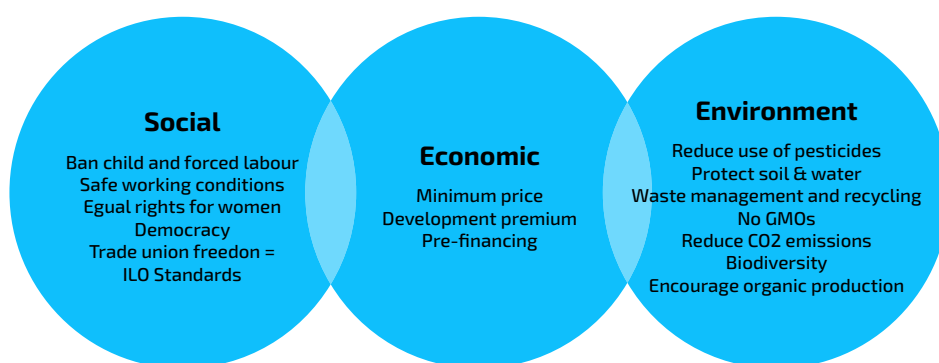 Social
Ban child and forced labour
Safe working conditions
Egual rights for women
Democracy
Trade union freedon =
ILO Standards
Economic
Minimum price
Development premium
Pre-financing
Environment
Reduce use of pesticides
Protect soil & water
Waste management and recycling
No GMOs
Reduce CO2 emissions
Biodiversity
Encourage organic production